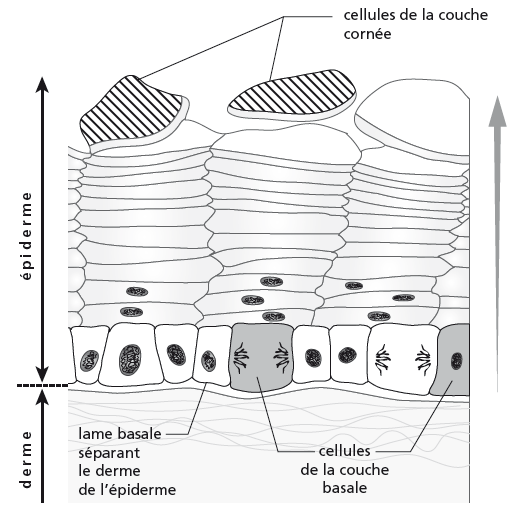 cellules de la couche
cornée
épiderme
derme
lame basale
séparant
le derme
de l'épiderme
cellules
de la couche
basale